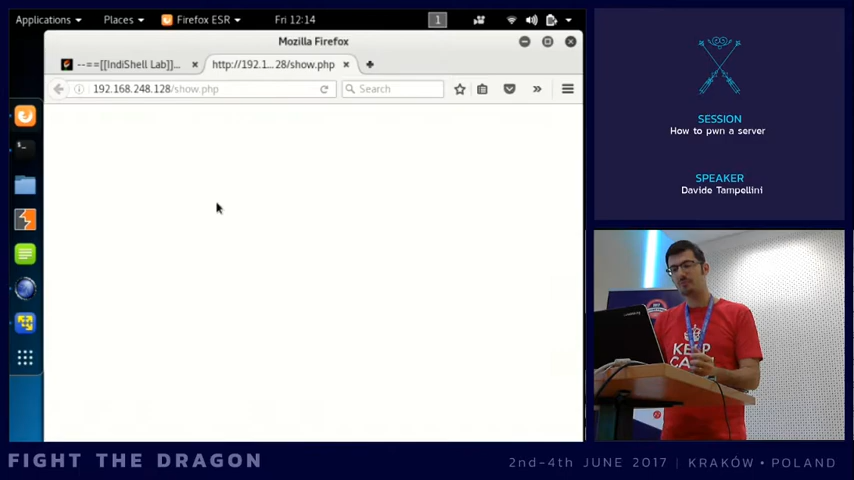 Applications
Places
Firefox ESR
Fri 12:14
1
Mozilla Firefox
--==[[IndiShell Lab]]...
http://192.1...28/show.php
192.168.248.128/show.php
Search
SESSION
How to pwn a server
SPEAKER
Davide Tampellini
KEEP
FIGHT THE DRAGON
2nd-4th JUNE 2017 | KRAKÓW • POLAND